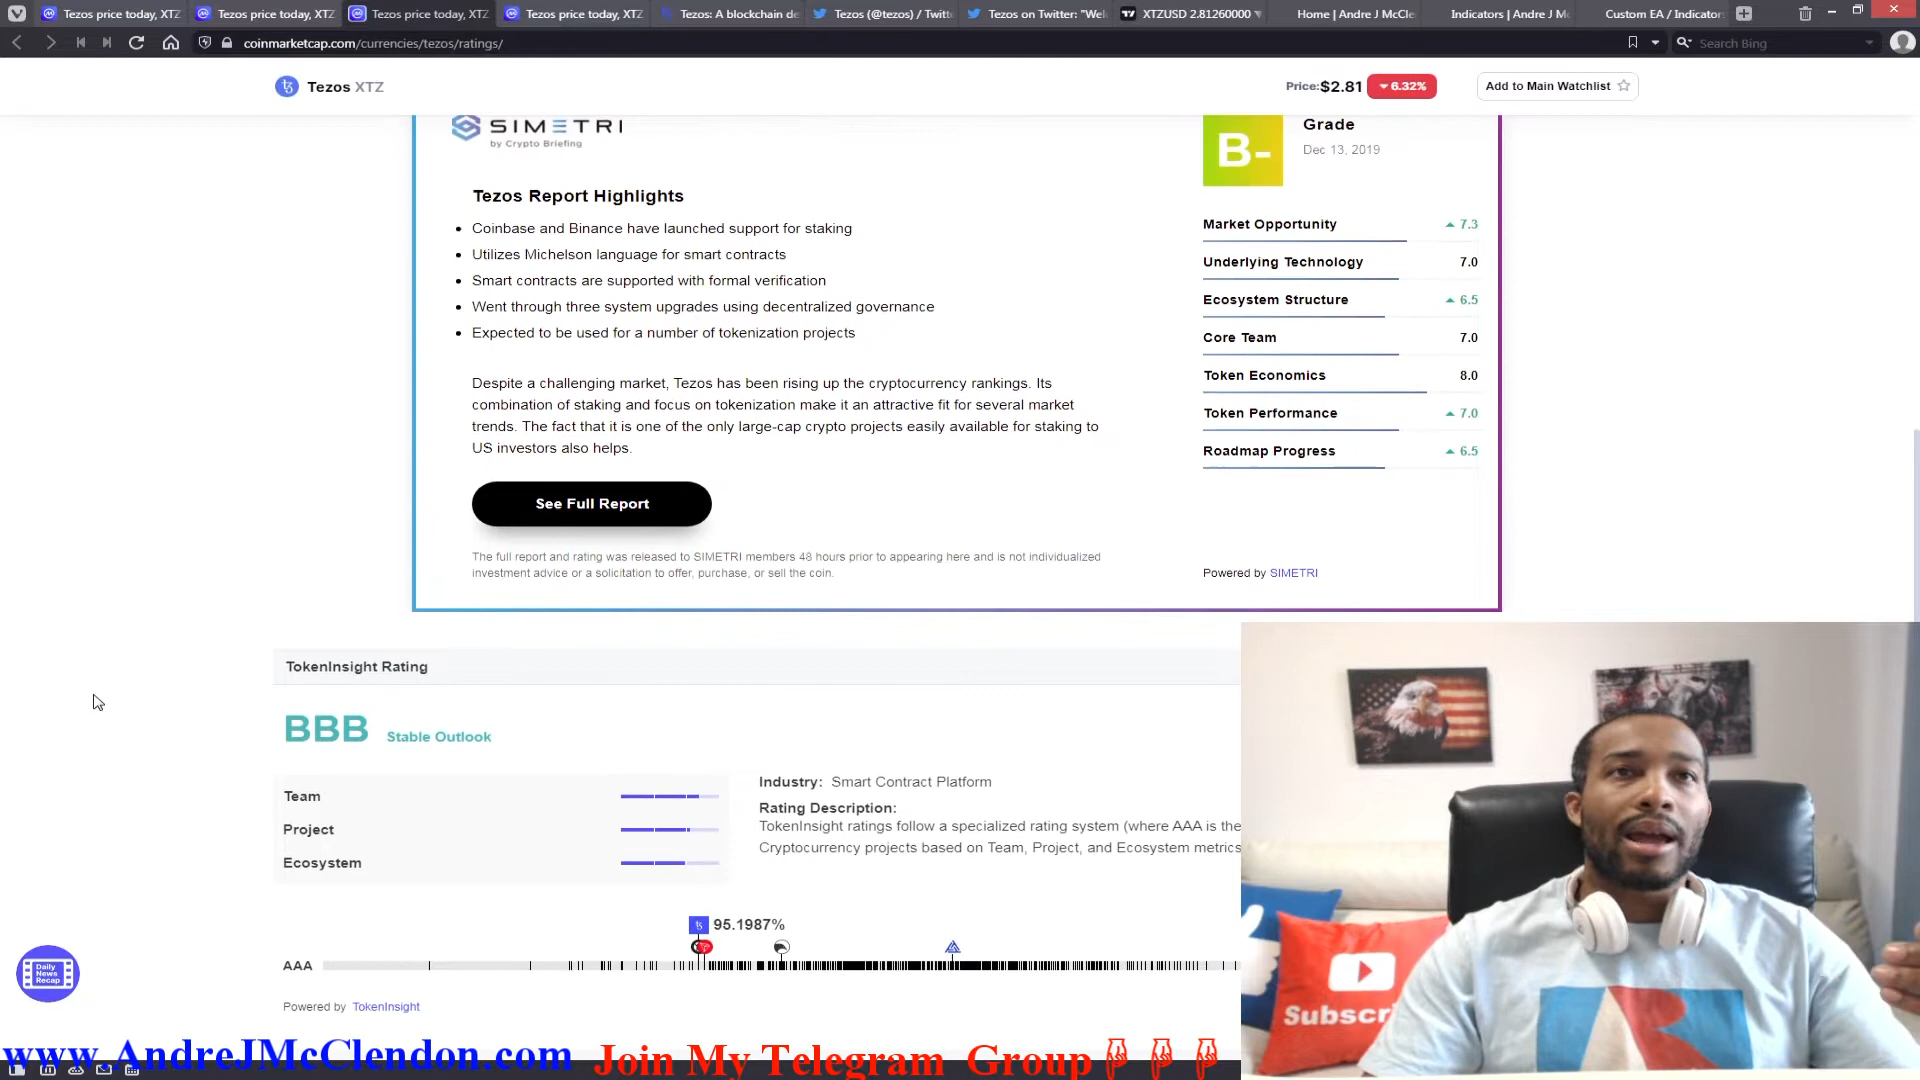 Tezos price today, XTZ
Tezos price today, XTZ
Tezos price today, XTZ
Tezos price today, XTZ
Tezos: A blockchain de
Tezos (@tezos) / Twitt
Tezos on Twitter: "Wel
XTZUSD 2.81260000 ▼
Home | Andre J McCle
Indicators | Andre J M
Custom EA / Indicator
coinmarketcap.com/currencies/tezos/ratings/
Search Bing
Tezos XTZ
Price:$2.81
6.32%
Add to Main Watchlist
SIMETRI
by Crypto Briefing
B-
Grade
Dec 13, 2019
Tezos Report Highlights
Coinbase and Binance have launched support for staking
Utilizes Michelson language for smart contracts
Smart contracts are supported with formal verification
Went through three system upgrades using decentralized governance
Expected to be used for a number of tokenization projects
Despite a challenging market, Tezos has been rising up the cryptocurrency rankings. Its
combination of staking and focus on tokenization make it an attractive fit for several market
trends. The fact that it is one of the only large-cap crypto projects easily available for staking to
US investors also helps.
See Full Report
The full report and rating was released to SIMETRI members 48 hours prior to appearing here and is not individualized
investment advice or a solicitation to offer, purchase, or sell the coin.
Market Opportunity 7.3
Underlying Technology 7.0
Ecosystem Structure 6.5
Core Team 7.0
Token Economics 8.0
Token Performance 7.0
Roadmap Progress 6.5
Powered by SIMETRI
TokenInsight Rating
BBB Stable Outlook
Team
Project
Ecosystem
Industry: Smart Contract Platform
Rating Description:
TokenInsight ratings follow a specialized rating system (where AAA is the
Cryptocurrency projects based on Team, Project, and Ecosystem metrics
95.1987%
AAA
Powered by TokenInsight
Daily
News
Recap
Subscri
www.AndreJMcClendon.com
Join My Telegram Group